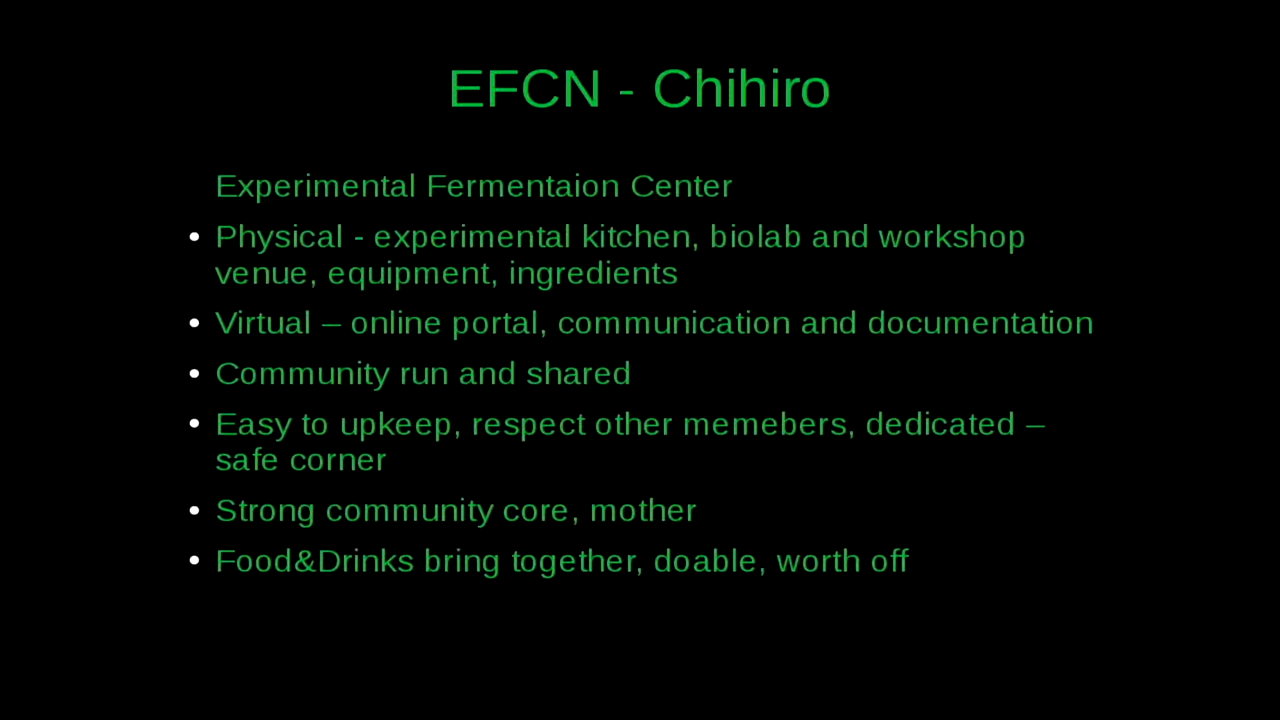 EFCN - Chihiro
Experimental Fermentaion Center
• Physical - experimental kitchen, biolab and workshop
venue, equipment, ingredients
• Virtual – online portal, communication and documentation
• Community run and shared
• Easy to upkeep, respect other memebers, dedicated –
safe corner
• Strong community core, mother
• Food&Drinks bring together, doable, worth off